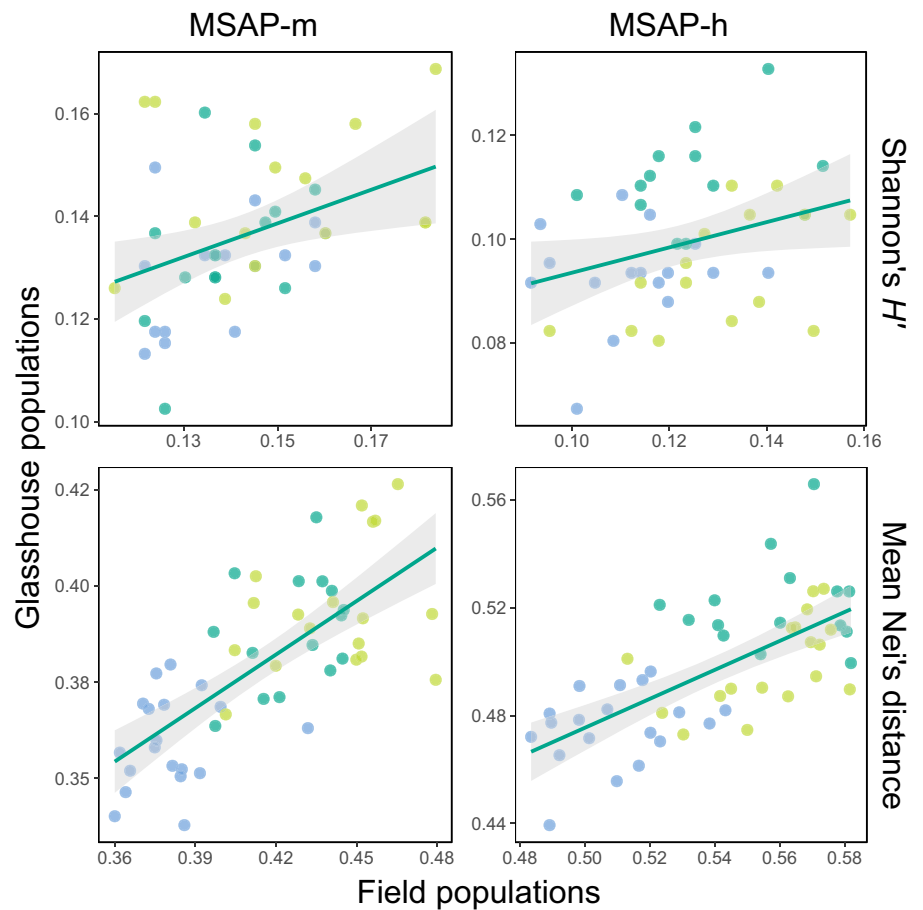 MSAP-m
MSAP-h
0.16
0.14
0.12
0.10
0.13 0.15 0.17
0.12
0.10
0.08
0.10 0.12 0.14 0.16
Shannon's H'
Glasshouse populations
0.42
0.40
0.38
0.35
0.36 0.39 0.42 0.45 0.48
0.56
0.52
0.48
0.44
0.48 0.50 0.52 0.54 0.56 0.58
Mean Nei's distance
Field populations